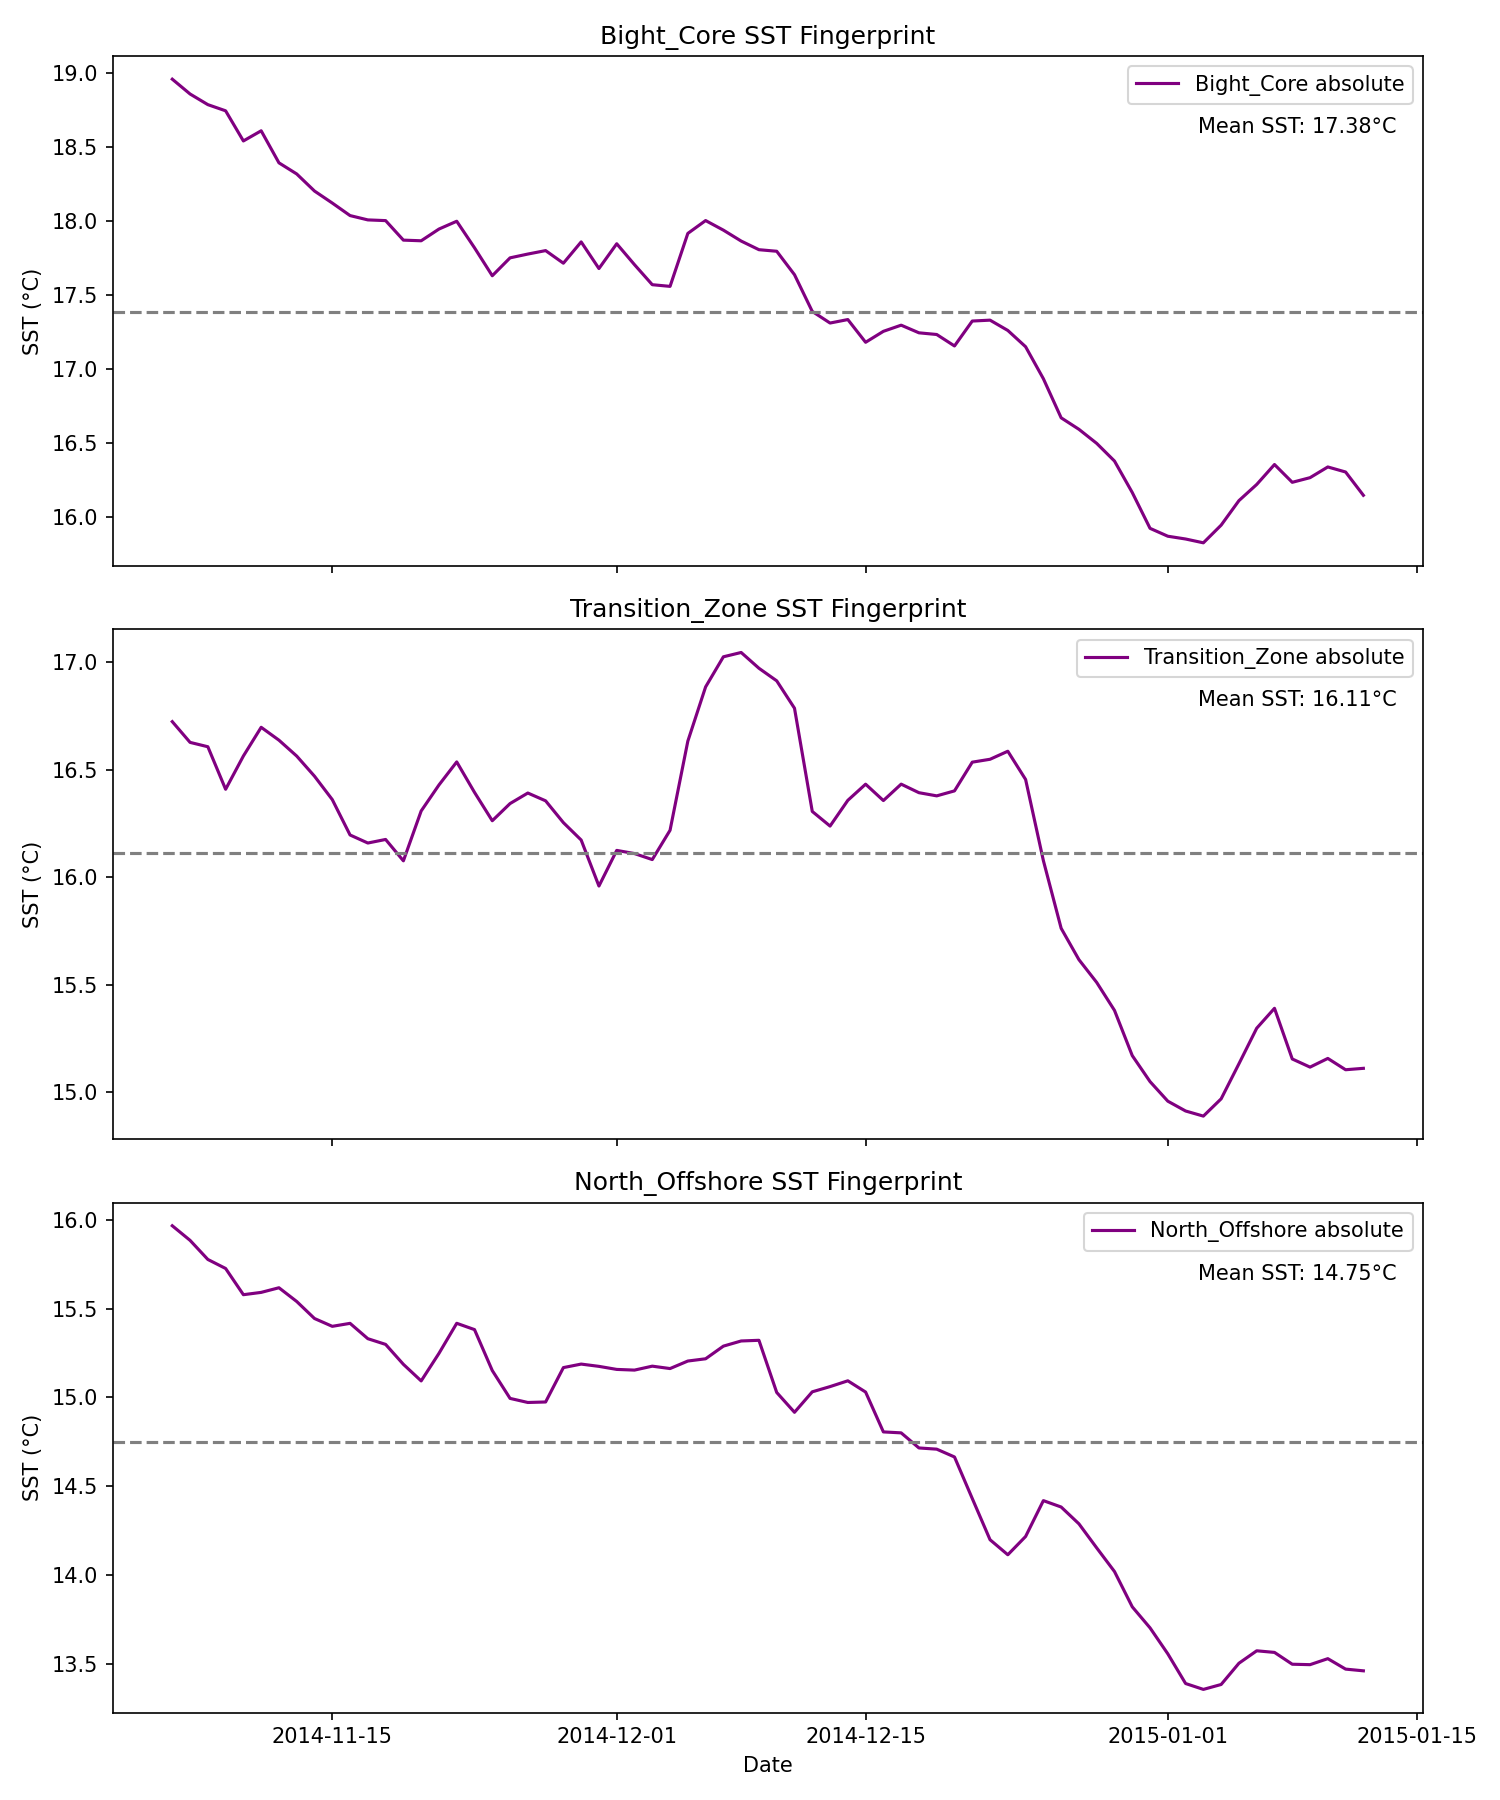 Bight_Core SST Fingerprint
Bight_Core absolute
Mean SST: 17.38°C
SST (°C)
19.0
18.5
18.0
17.5
17.0
16.5
16.0
Transition_Zone SST Fingerprint
Transition_Zone absolute
Mean SST: 16.11°C
SST (°C)
17.0
16.5
16.0
15.5
15.0
North_Offshore SST Fingerprint
North_Offshore absolute
Mean SST: 14.75°C
SST (°C)
16.0
15.5
15.0
14.5
14.0
13.5
2014-11-15 2014-12-01 2014-12-15 2015-01-01 2015-01-15
Date